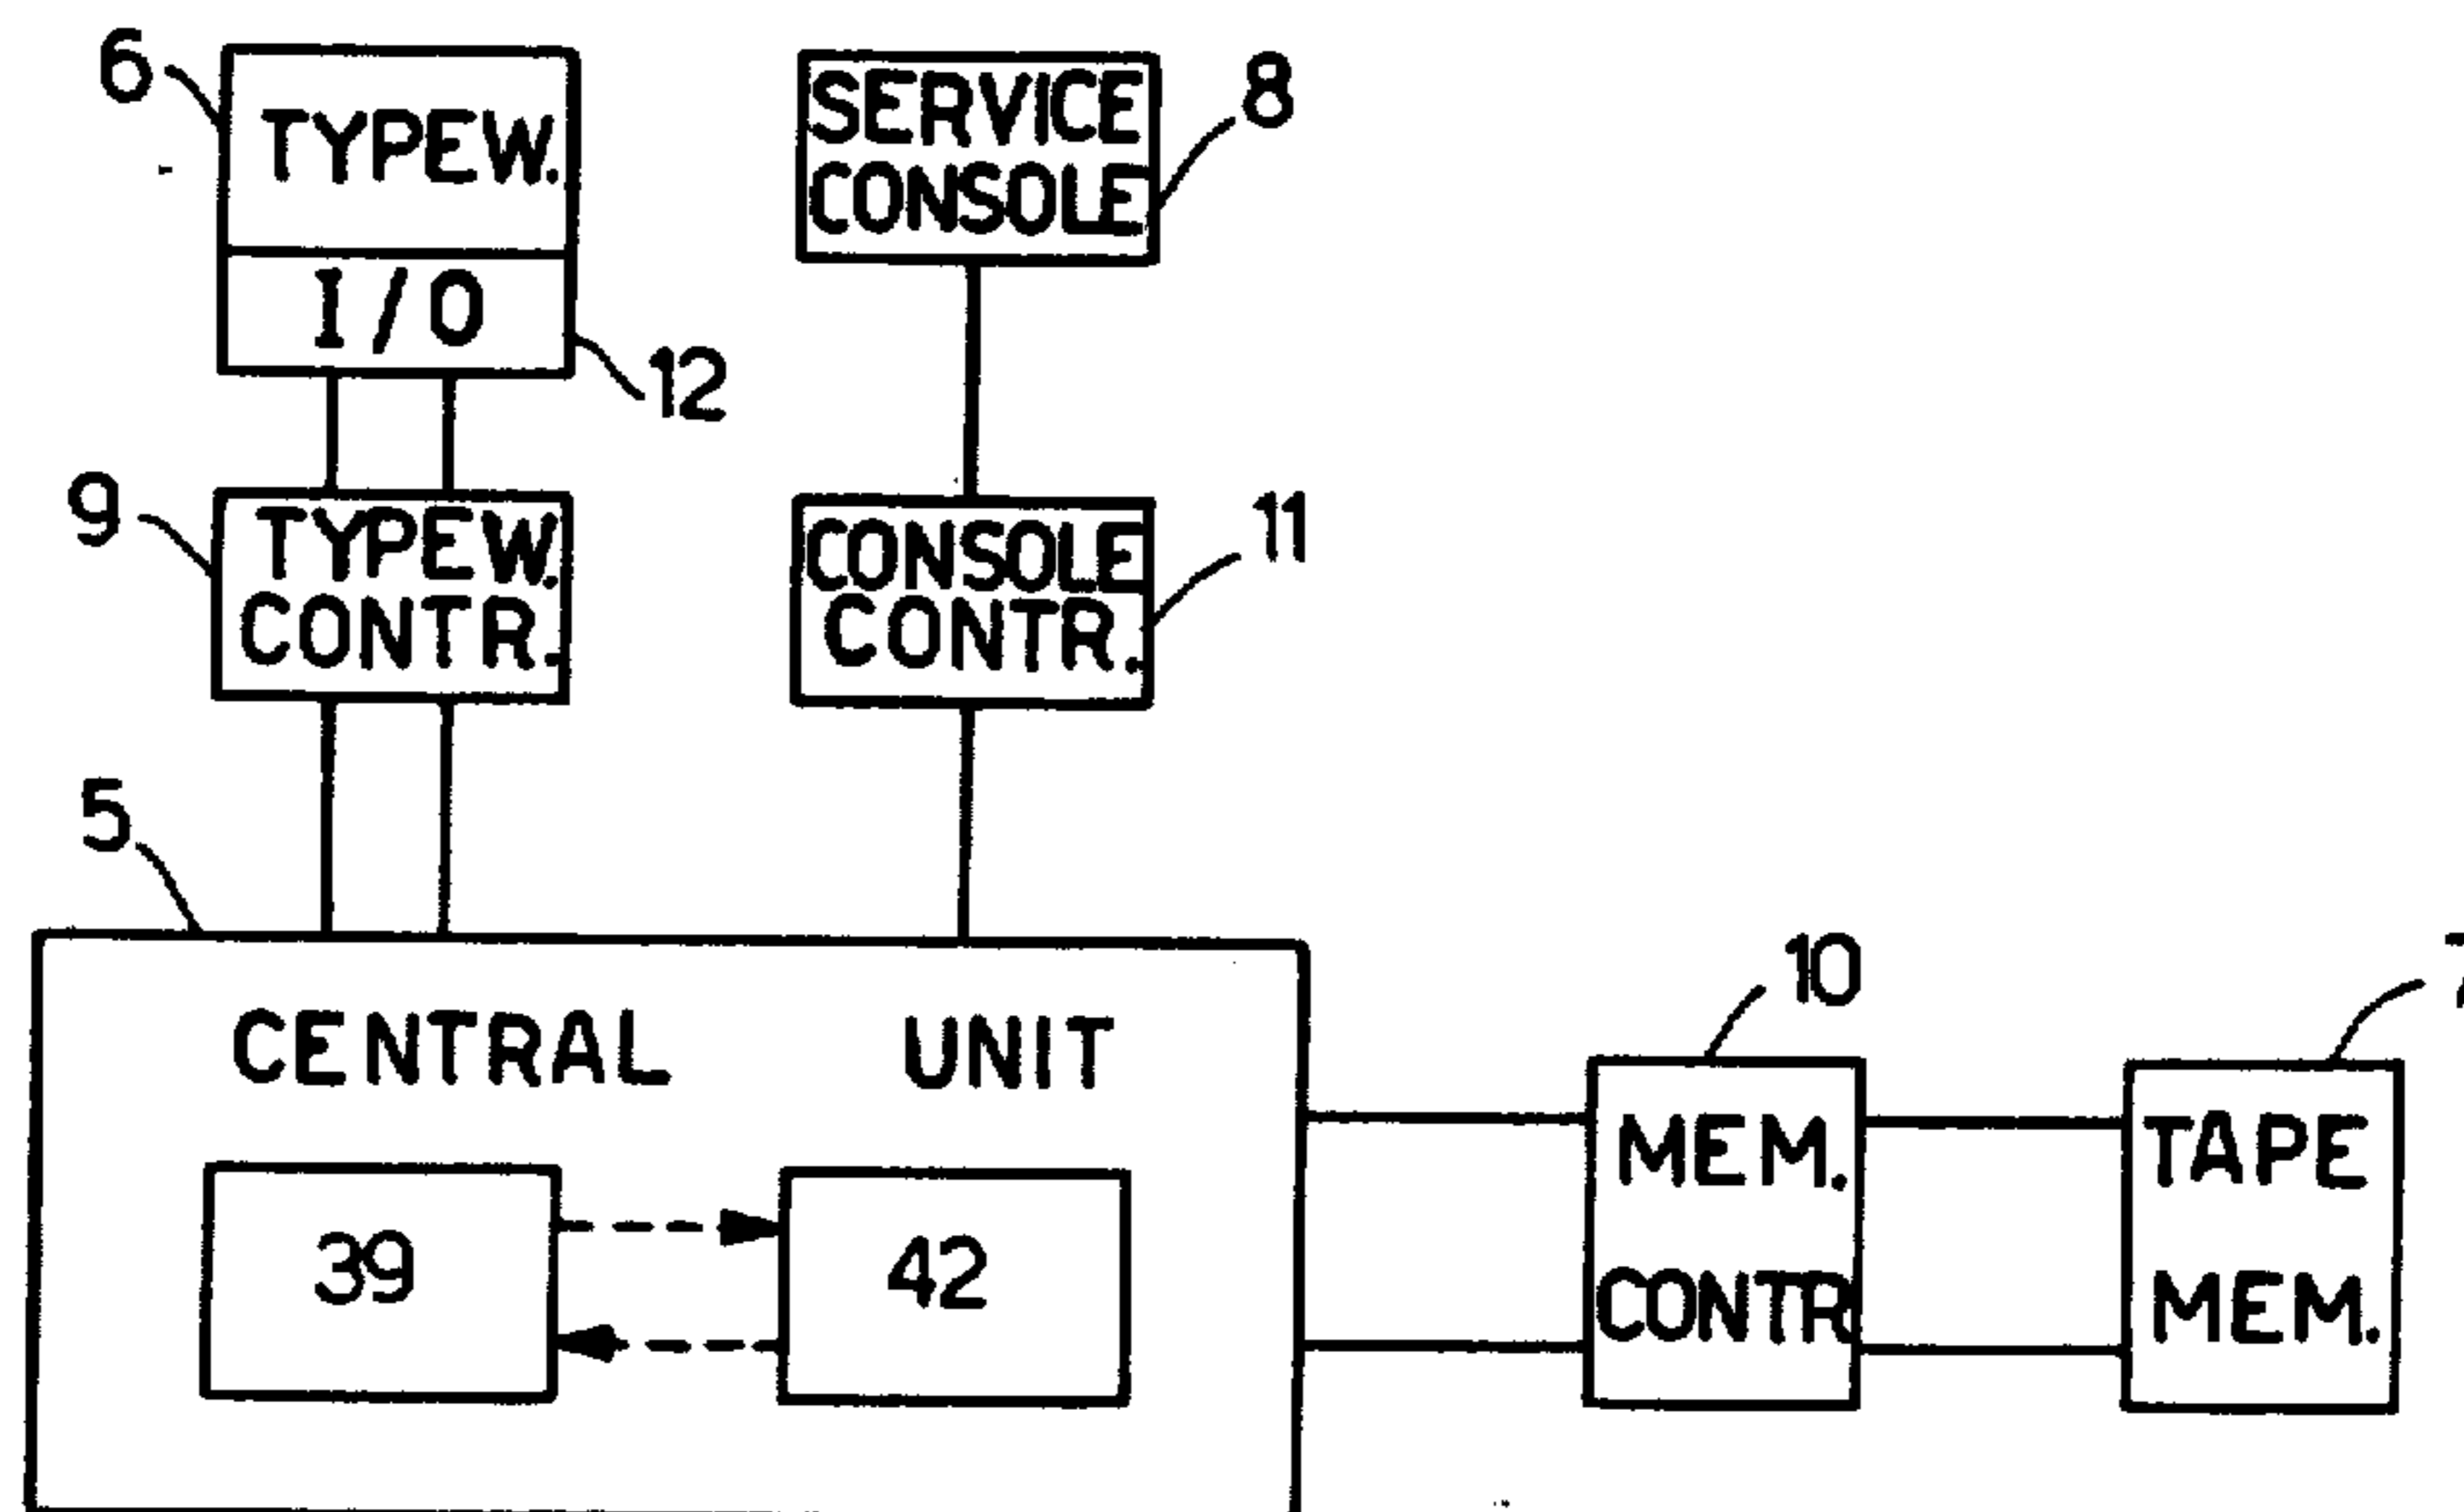 6
TYPEW.
I/O
12
SERVICE
CONSOLE
8
9
TYPEW.
CONTR.
CONSOLE
CONTR.
11
5
CENTRAL UNIT
39
42
10
MEM.
CONTR
TAPE
MEM.